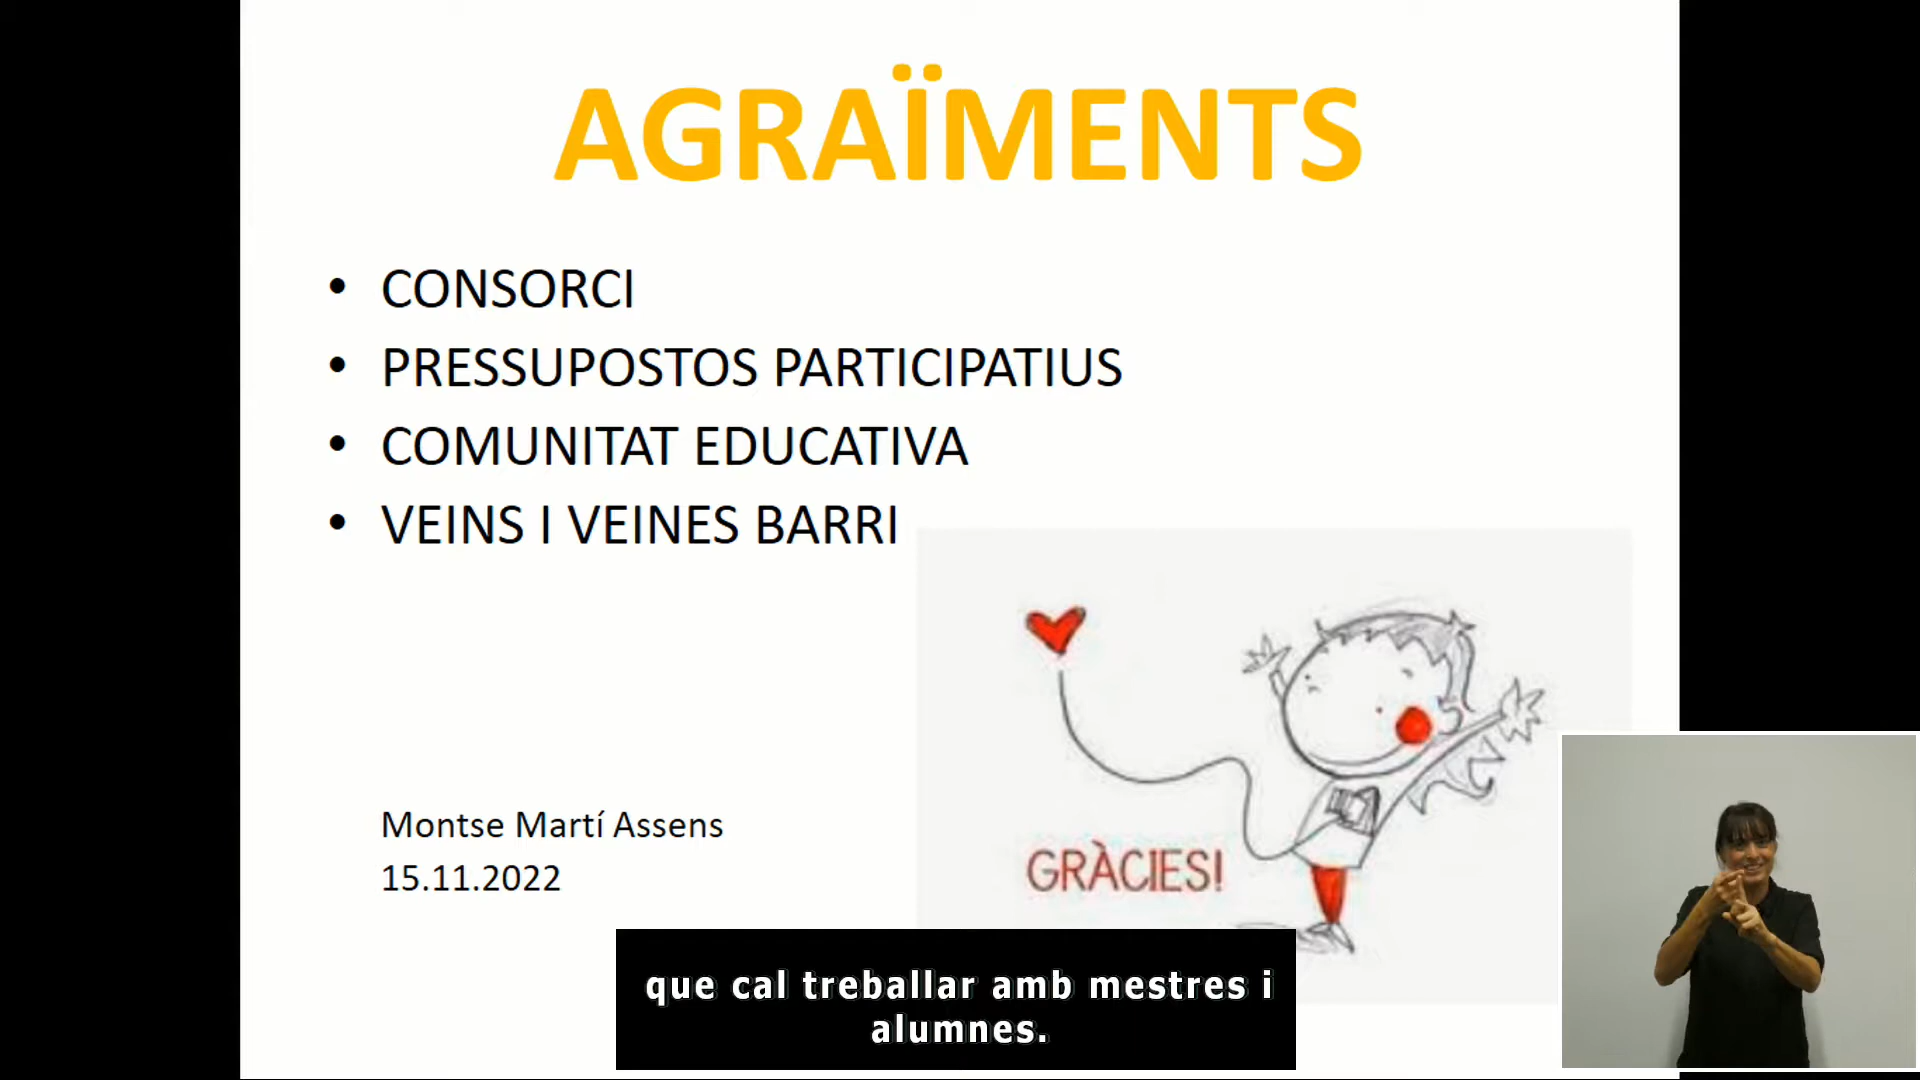 AGRAÏMENTS
• CONSORCI
• PRESSUPOSTOS PARTICIPATIUS
• COMUNITAT EDUCATIVA
• VEINS I VEINES BARRI
Montse Martí Assens
15.11.2022
GRÀCIES!
que cal treballar amb mestres i
alumnes.